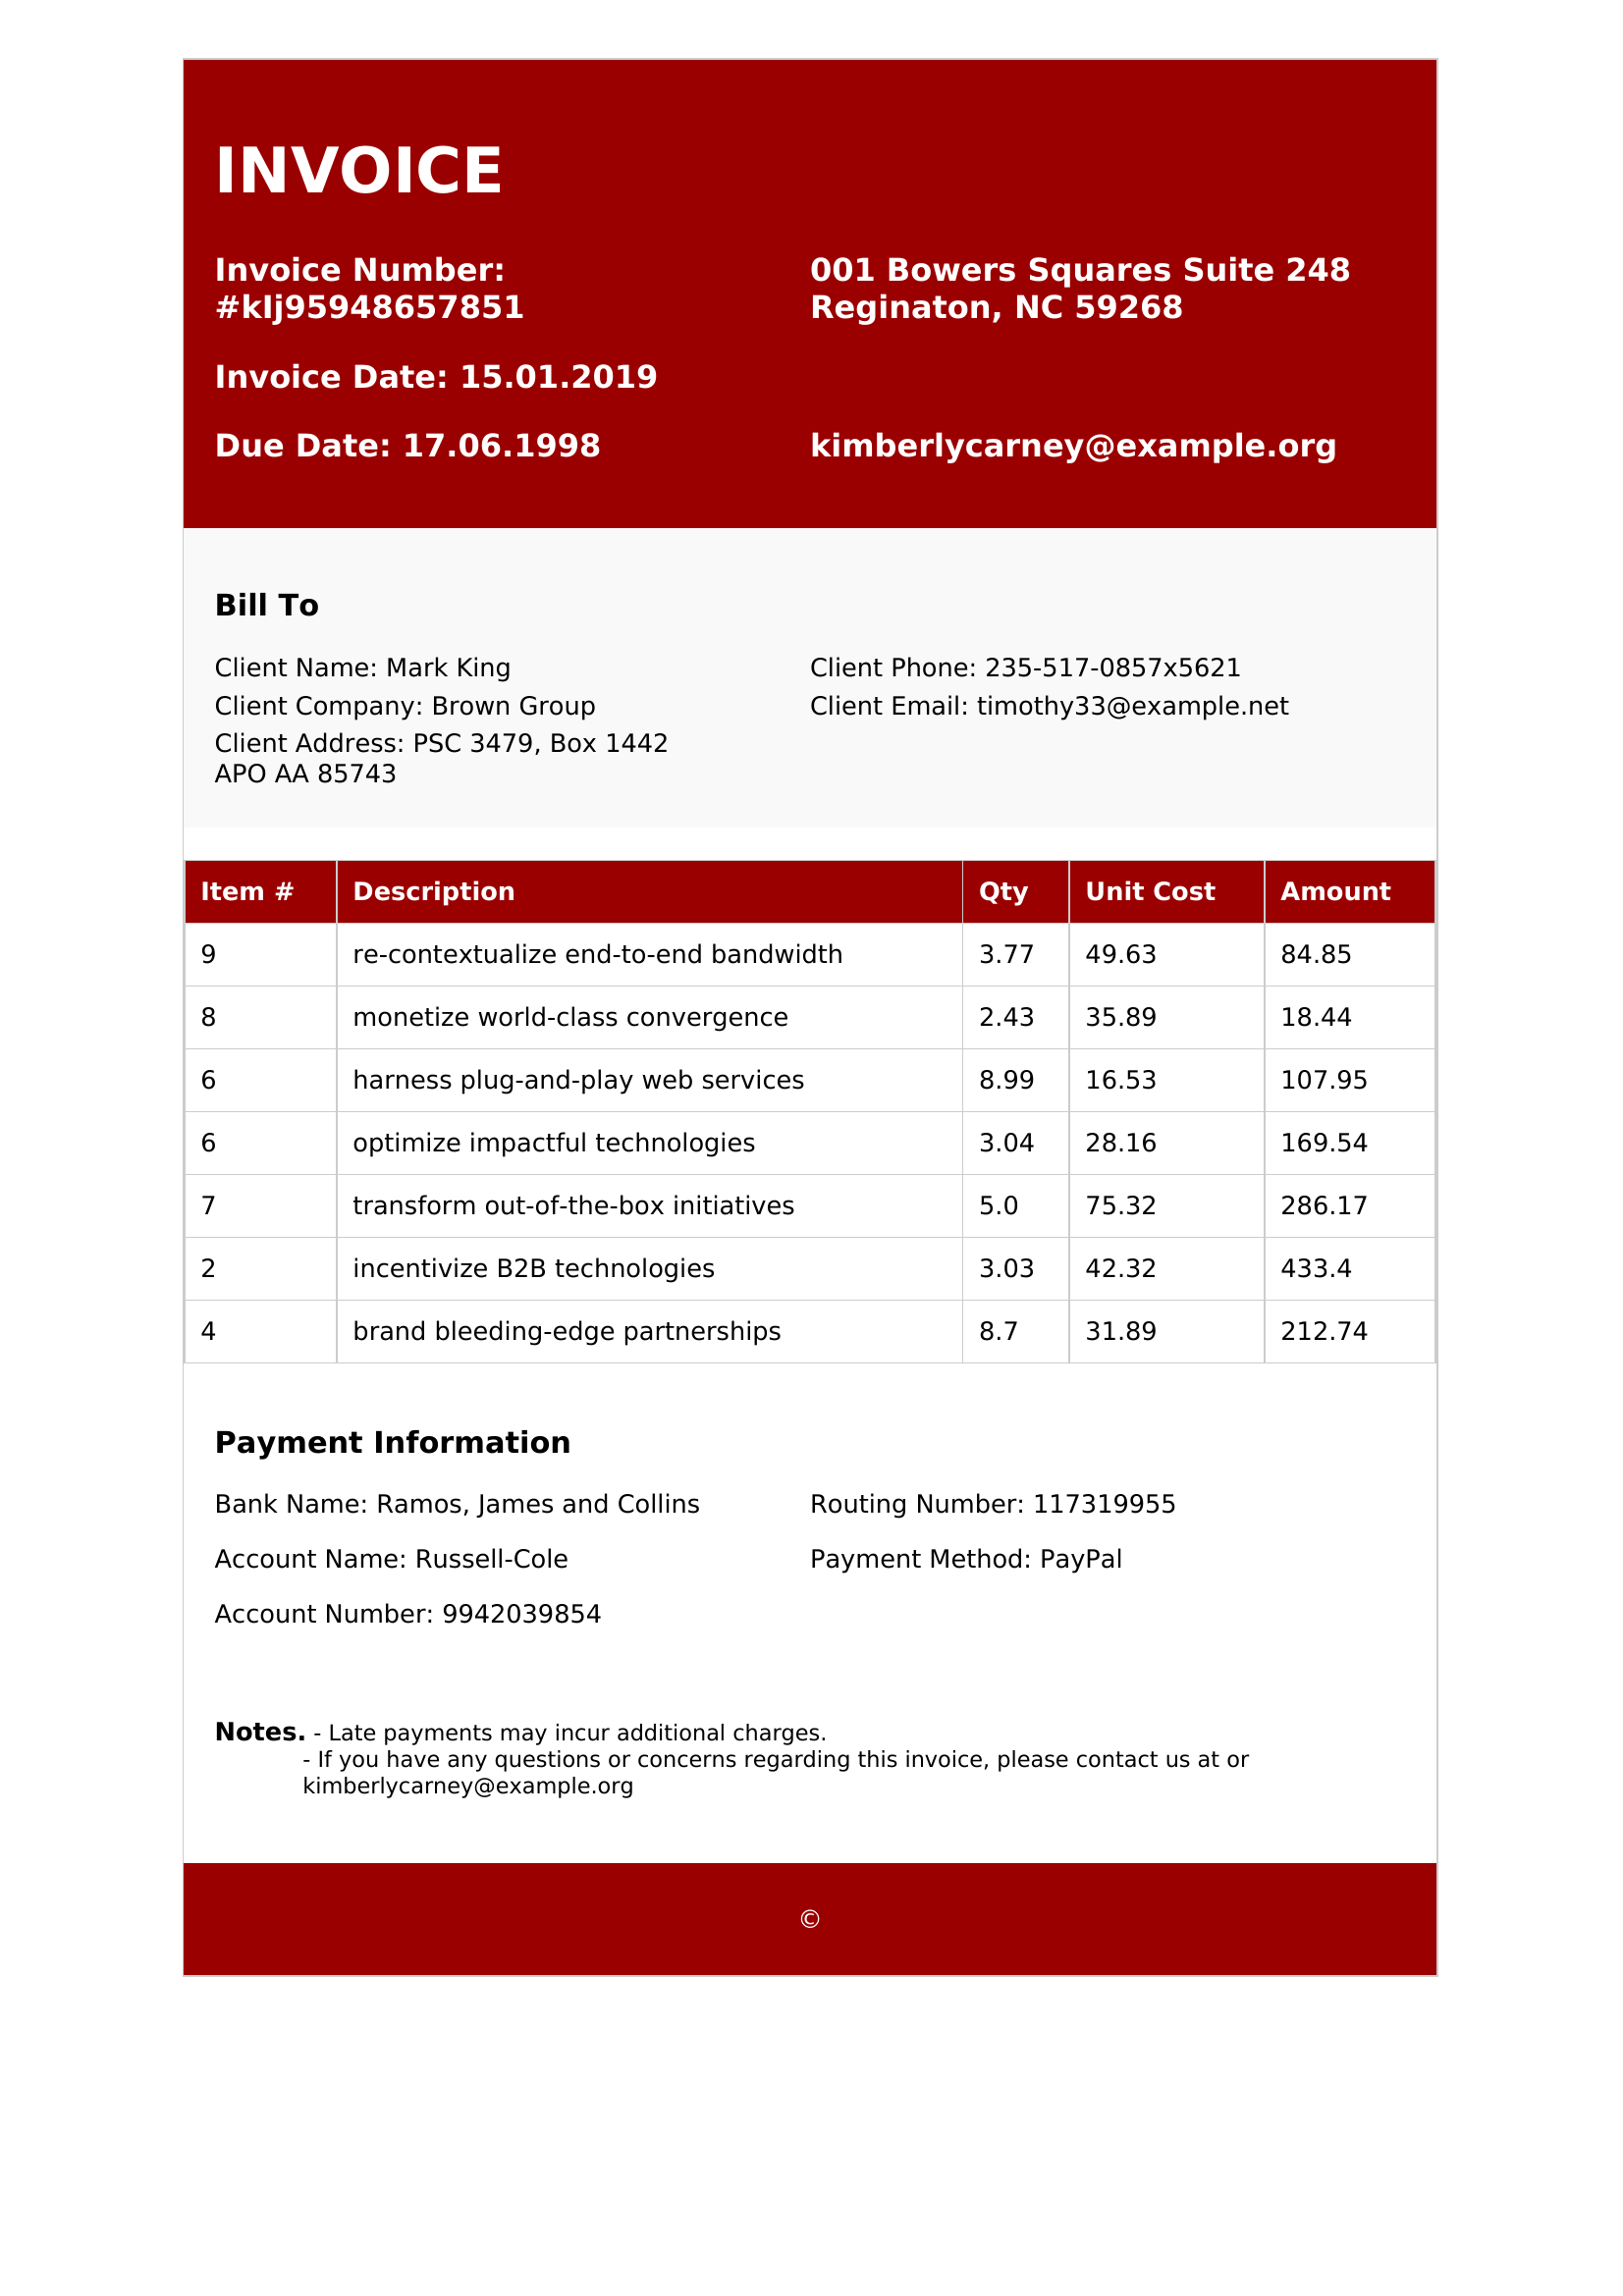 INVOICE
Invoice Number:
#klj95948657851
001 Bowers Squares Suite 248
Reginaton, NC 59268
Invoice Date: 15.01.2019
Due Date: 17.06.1998
kimberlycarney@example.org
Bill To
Client Name: Mark King
Client Phone: 235-517-0857x5621
Client Company: Brown Group
Client Email: timothy33@example.net
Client Address: PSC 3479, Box 1442
APO AA 85743
Item # Description Qty Unit Cost Amount
9 re-contextualize end-to-end bandwidth 3.77 49.63 84.85
8 monetize world-class convergence 2.43 35.89 18.44
6 harness plug-and-play web services 8.99 16.53 107.95
6 optimize impactful technologies 3.04 28.16 169.54
7 transform out-of-the-box initiatives 5.0 75.32 286.17
2 incentivize B2B technologies 3.03 42.32 433.4
4 brand bleeding-edge partnerships 8.7 31.89 212.74
Payment Information
Bank Name: Ramos, James and Collins
Routing Number: 117319955
Account Name: Russell-Cole
Payment Method: PayPal
Account Number: 9942039854
Notes. - Late payments may incur additional charges.
- If you have any questions or concerns regarding this invoice, please contact us at or
kimberlycarney@example.org
©